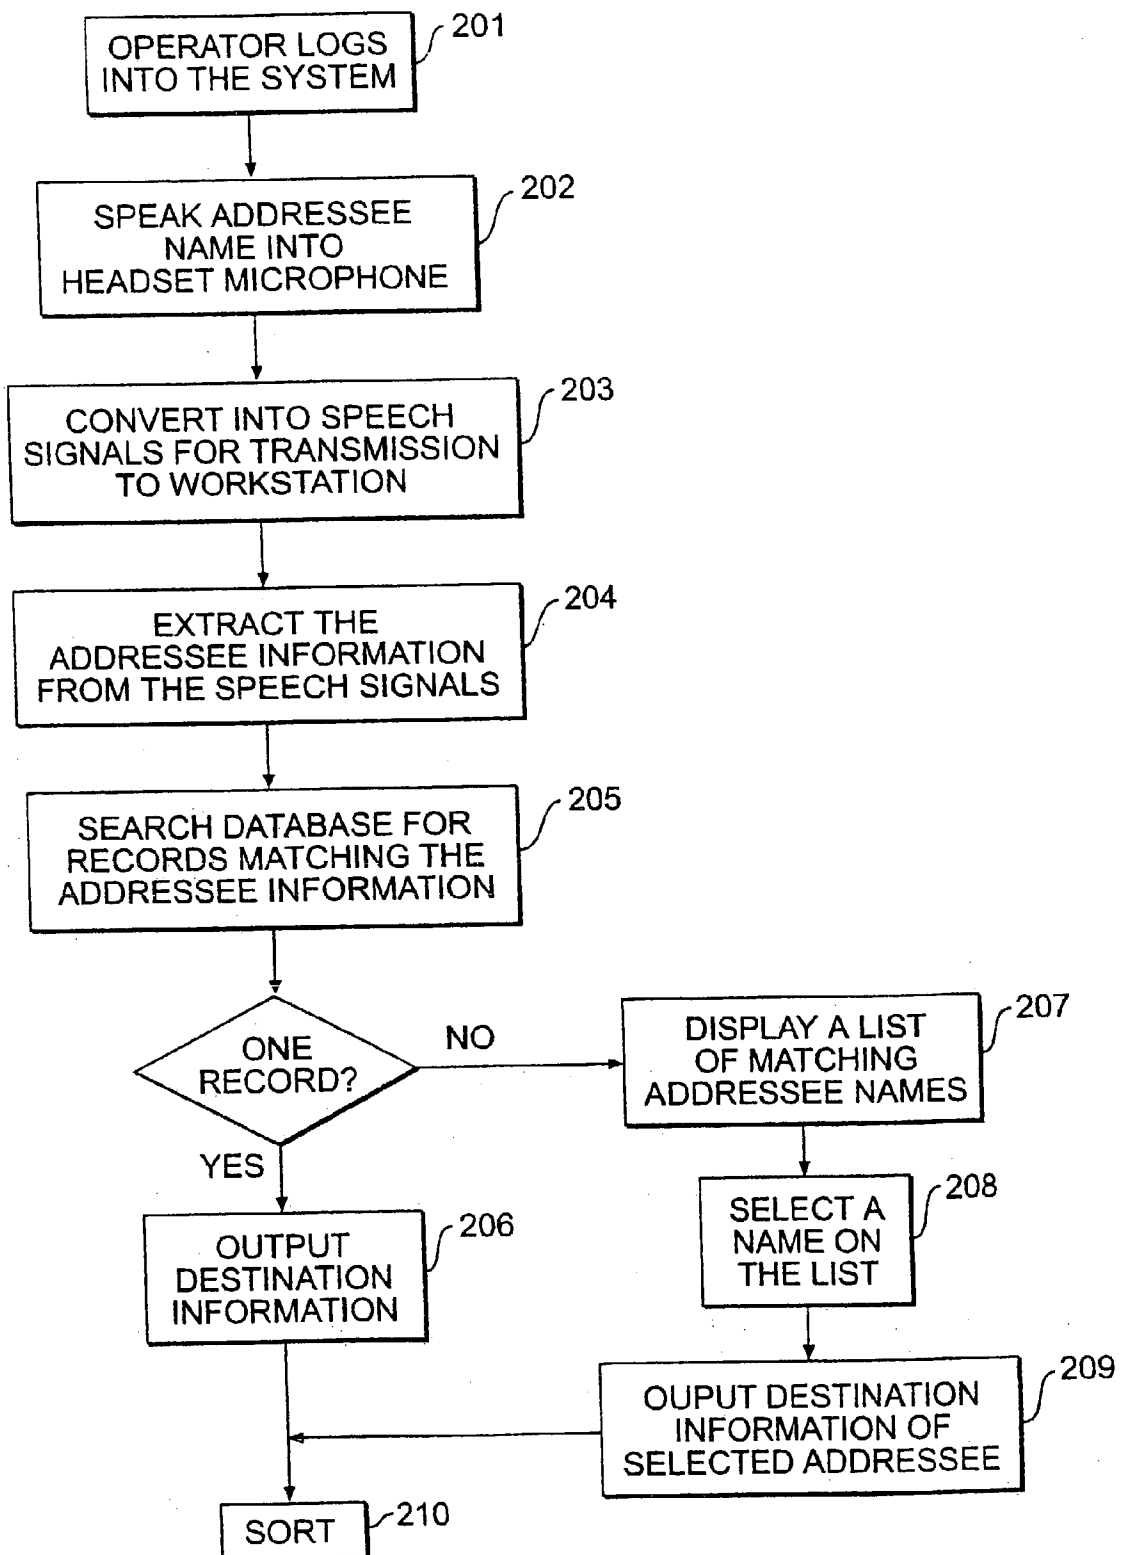 OPERATOR LOGS
INTO THE SYSTEM
201
SPEAK ADDRESSEE
NAME INTO
HEADSET MICROPHONE
202
CONVERT INTO SPEECH
SIGNALS FOR TRANSMISSION
TO WORKSTATION
203
EXTRACT THE
ADDRESSEE INFORMATION
FROM THE SPEECH SIGNALS
204
SEARCH DATABASE FOR
RECORDS MATCHING THE
ADDRESSEE INFORMATION
205
ONE
RECORD?
NO
YES
DISPLAY A LIST
OF MATCHING
ADDRESSEE NAMES
207
OUTPUT
DESTINATION
INFORMATION
206
SELECT A
NAME ON
THE LIST
208
OUPUT DESTINATION
INFORMATION OF
SELECTED ADDRESSEE
209
SORT
210